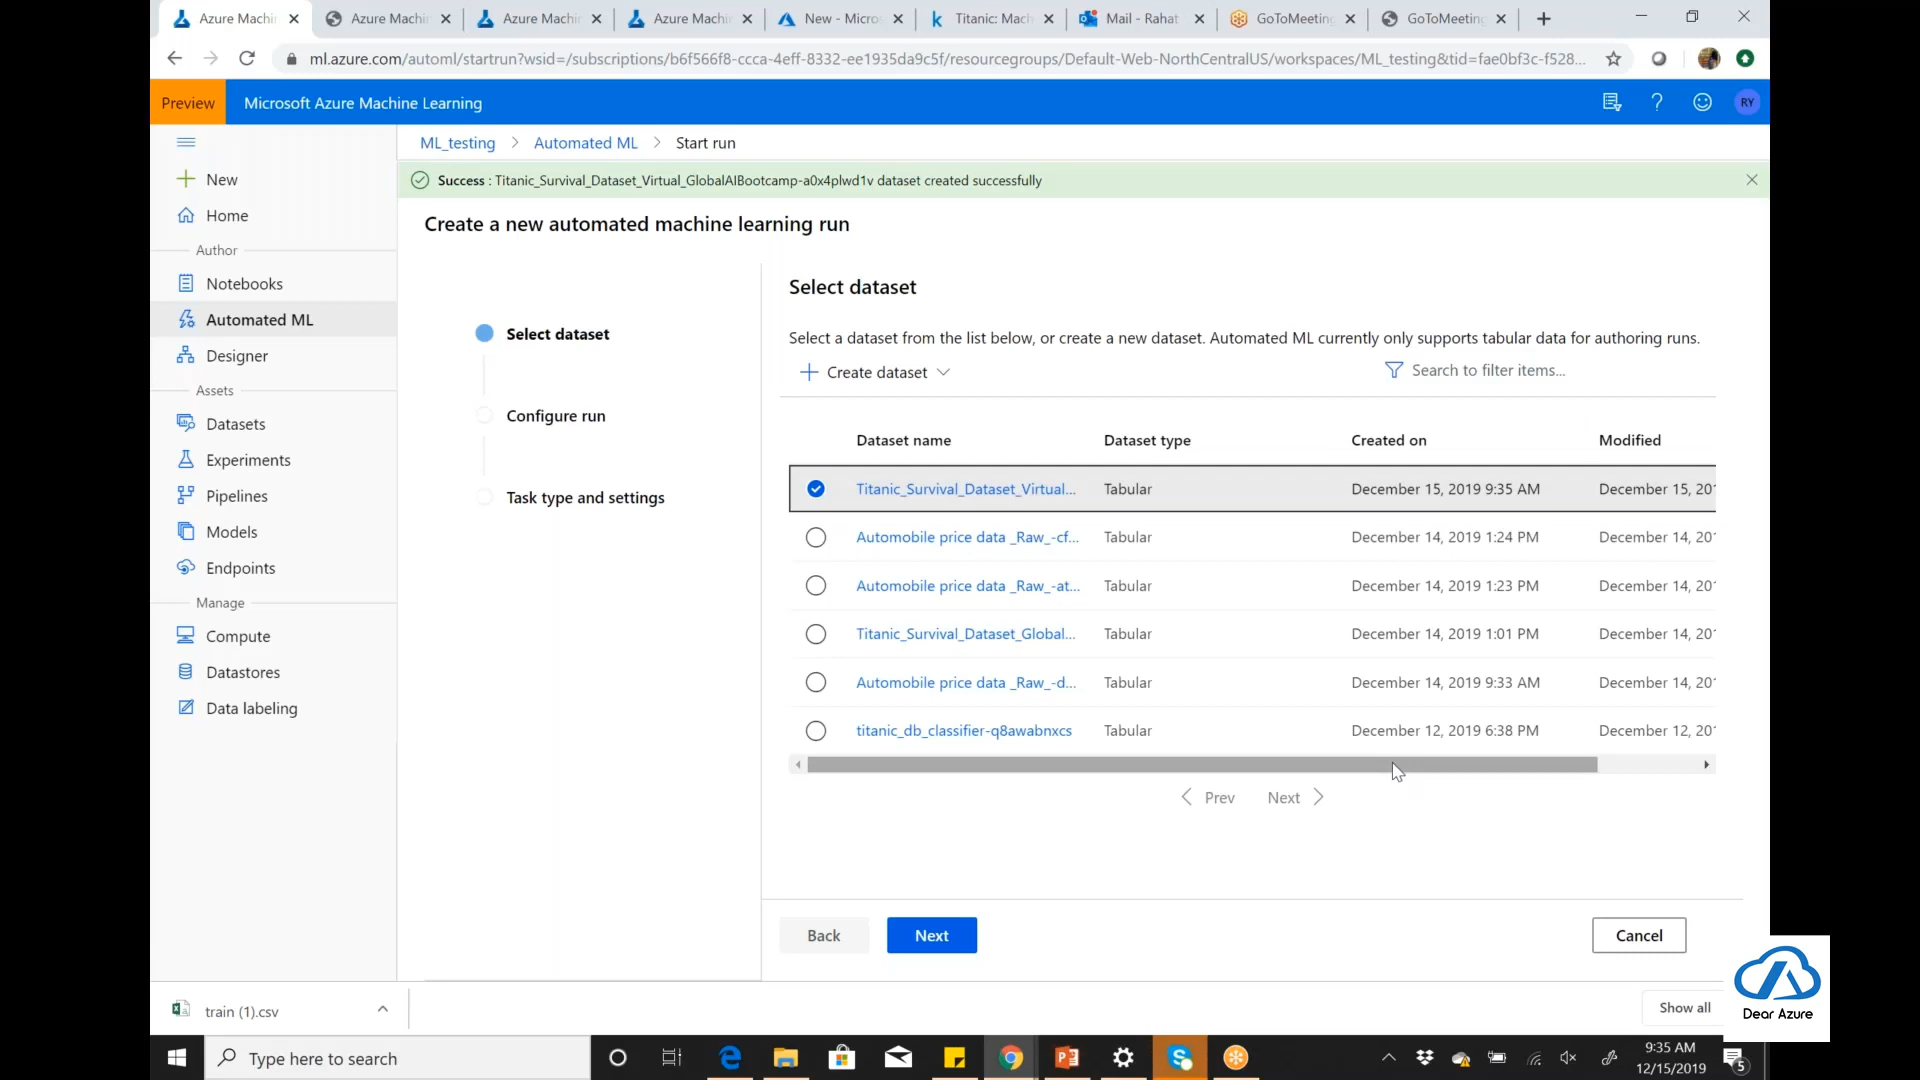 Azure Machin
Azure Machin
Azure Machin
Azure Machin
New - Micros
Titanic: Mach
Mail - Rahat
GoToMeeting
GoToMeeting
ml.azure.com/automl/startrun?wsid=/subscriptions/b6f566f8-ccca-4eff-8332-ee1935da9c5f/resourcegroups/Default-Web-NorthCentralUS/workspaces/ML_testing&tid=fae0bf3c-f528...
Preview
Microsoft Azure Machine Learning
RY
New
Home
Author
Notebooks
Automated ML
Designer
Assets
Datasets
Experiments
Pipelines
Models
Endpoints
Manage
Compute
Datastores
Data labeling
ML_testing > Automated ML > Start run
Success : Titanic_Survival_Dataset_Virtual_GlobalAIBootcamp-a0x4plwd1v dataset created successfully
Create a new automated machine learning run
Select dataset
Configure run
Task type and settings
Select dataset
Select a dataset from the list below, or create a new dataset. Automated ML currently only supports tabular data for authoring runs.
Create dataset
Search to filter items...
Dataset name Dataset type Created on Modified
Titanic_Survival_Dataset_Virtual... Tabular December 15, 2019 9:35 AM December 15, 201
Automobile price data _Raw_-cf... Tabular December 14, 2019 1:24 PM December 14, 201
Automobile price data _Raw_-at... Tabular December 14, 2019 1:23 PM December 14, 201
Titanic_Survival_Dataset_Global... Tabular December 14, 2019 1:01 PM December 14, 201
Automobile price data _Raw_-d... Tabular December 14, 2019 9:33 AM December 14, 201
titanic_db_classifier-q8awabnxcs Tabular December 12, 2019 6:38 PM December 12, 201
Prev Next
Back
Next
Cancel
train (1).csv
Show all
Dear Azure
Type here to search
9:35 AM
12/15/2019
5